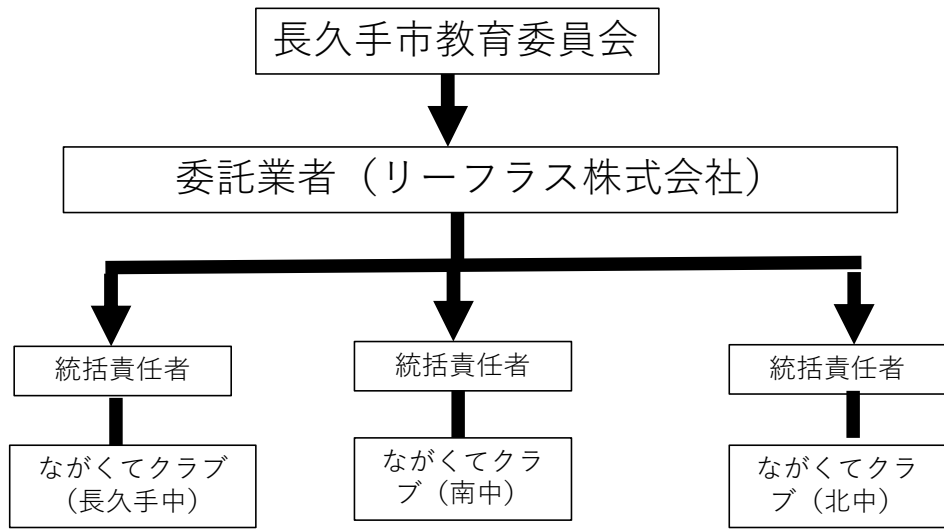 長久手市教育委員会
委託業者（リーフラス株式会社）
統括責任者
統括責任者
統括責任者
ながくてクラブ
（長久手中）
ながくてクラ
ブ（南中）
ながくてクラ
ブ（北中）